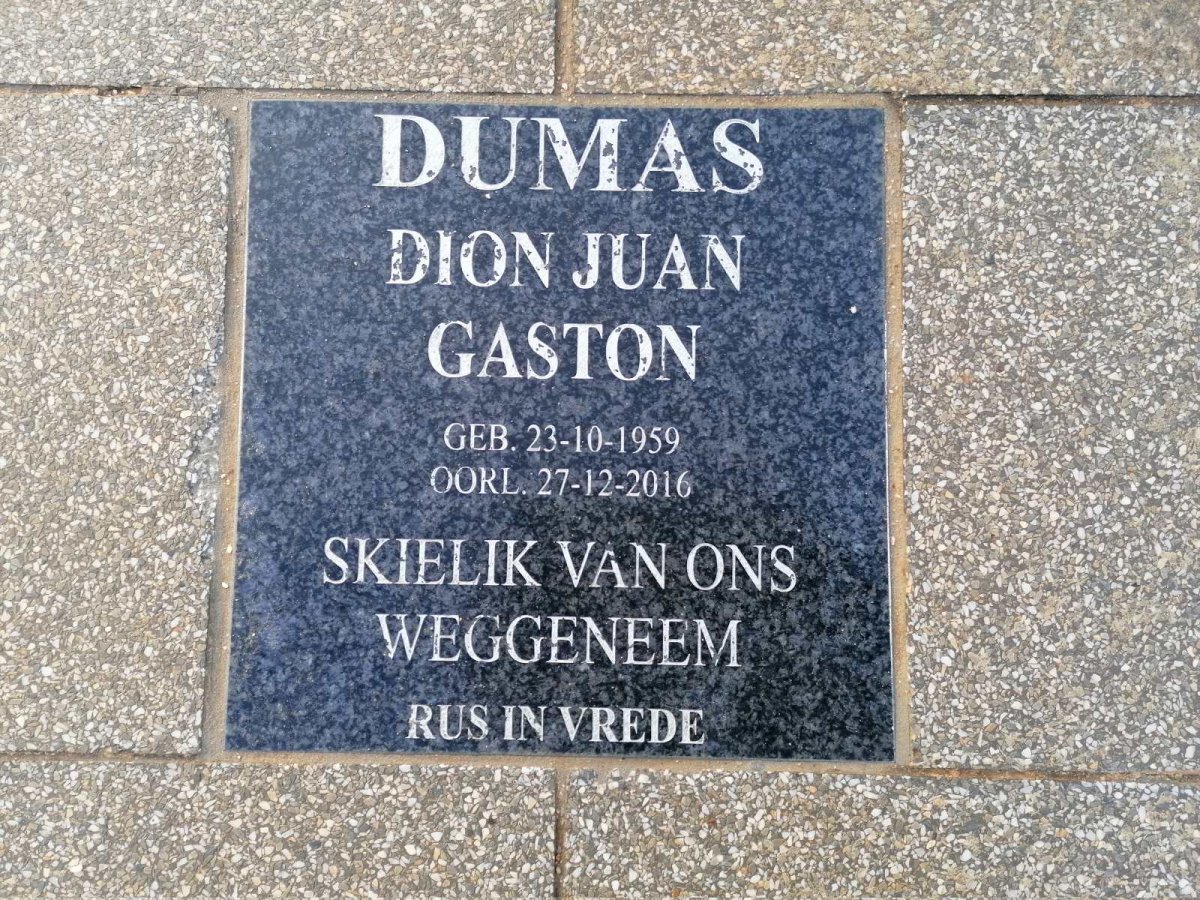 DUMAS
DION JUAN
GASTON
GEB. 23-10-1959
OORL. 27-12-2016
SKIELIK VAN ONS
WEGGENEEM
RUS IN VREDE